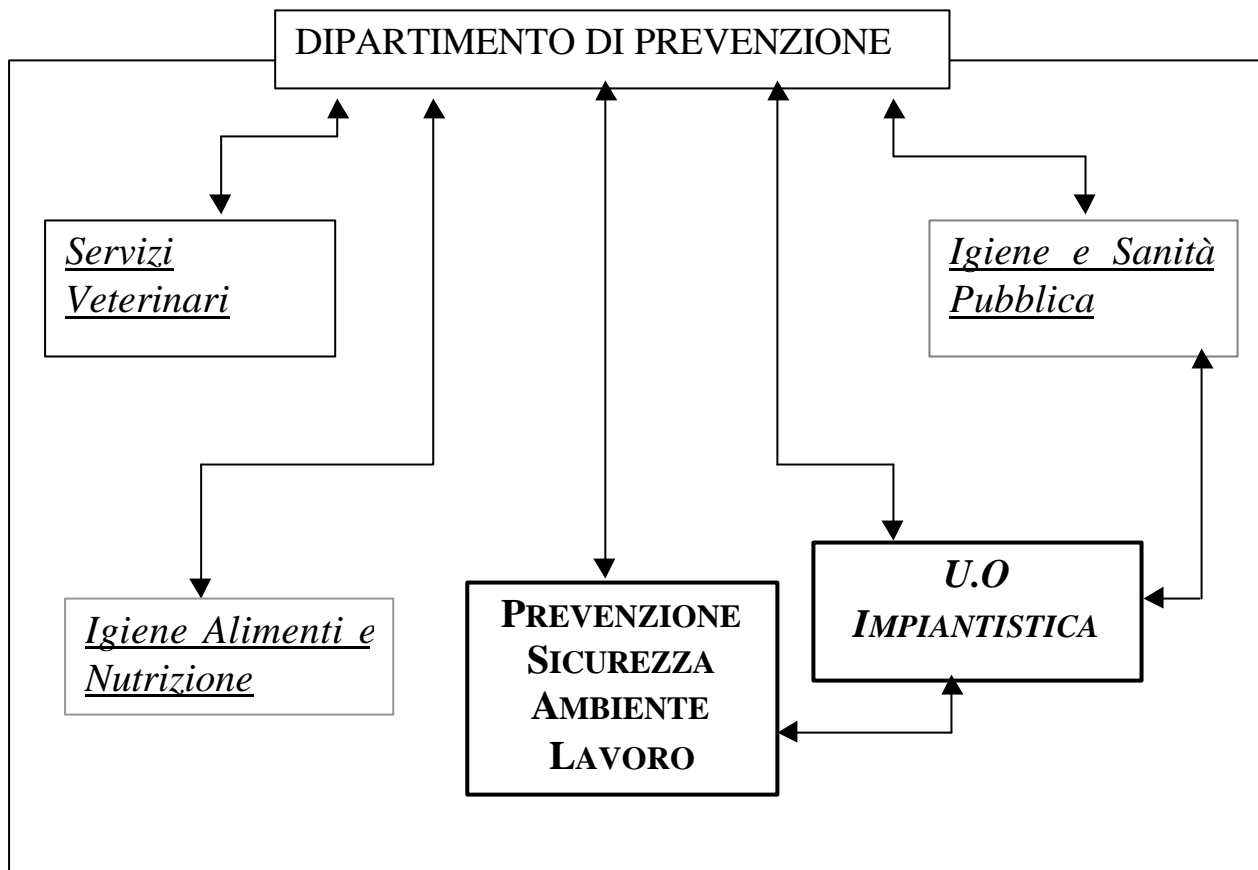 DIPARTIMENTO DI PREVENZIONE
Servizi
Veterinari
Igiene e Sanità
Pubblica
Igiene Alimenti e
Nutrizione
PREVENZIONE
SICUREZZA
AMBIENTE
LAVORO
U.O
IMPIANTISTICA